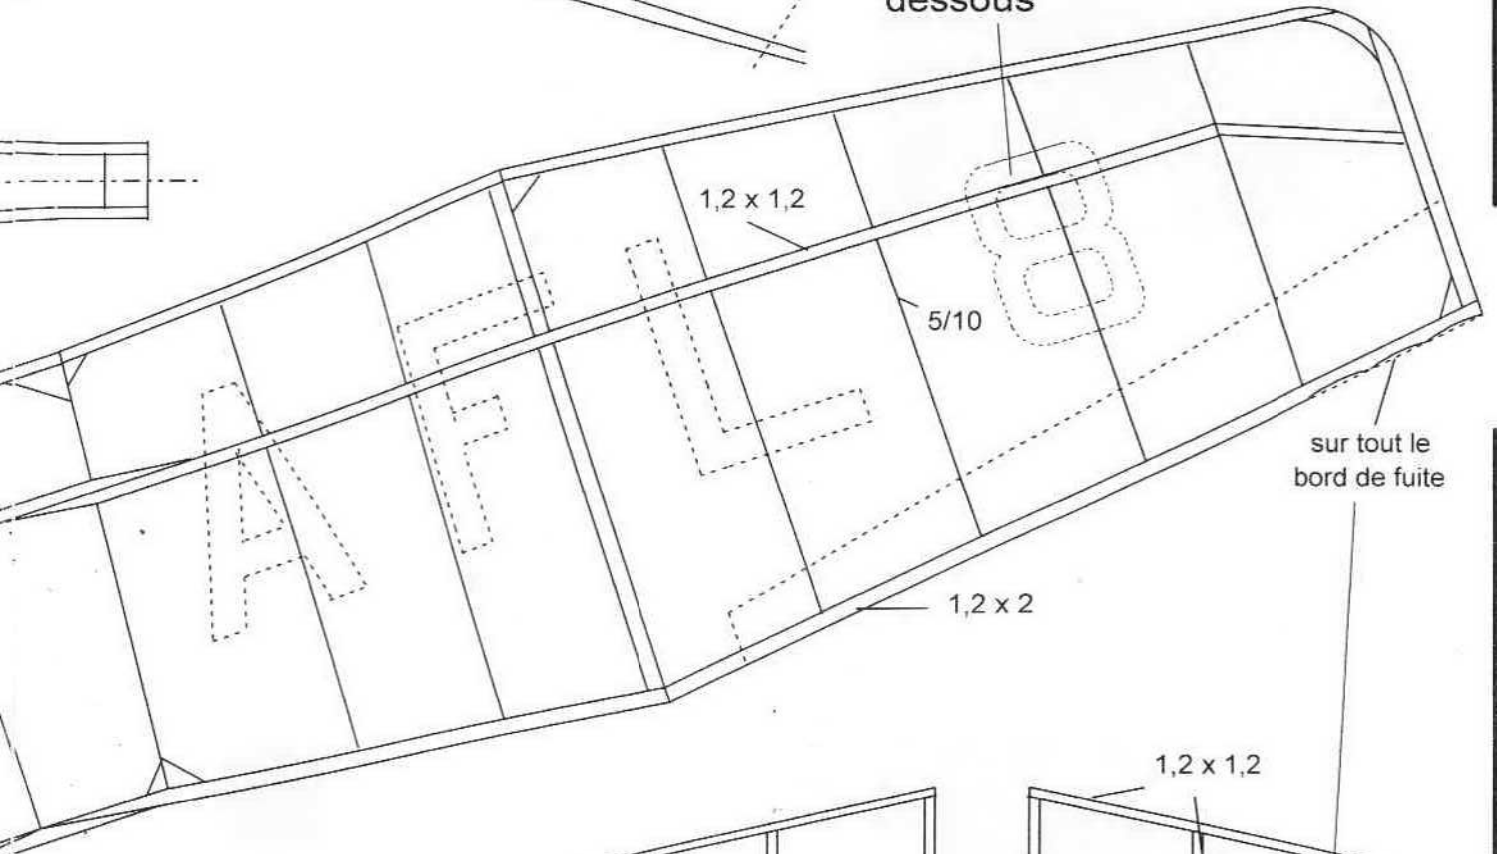 dessous
1,2 x 1,2
5/10
A F L 8
sur tout le
bord de fuite
1,2 x 2
1,2 x 1,2